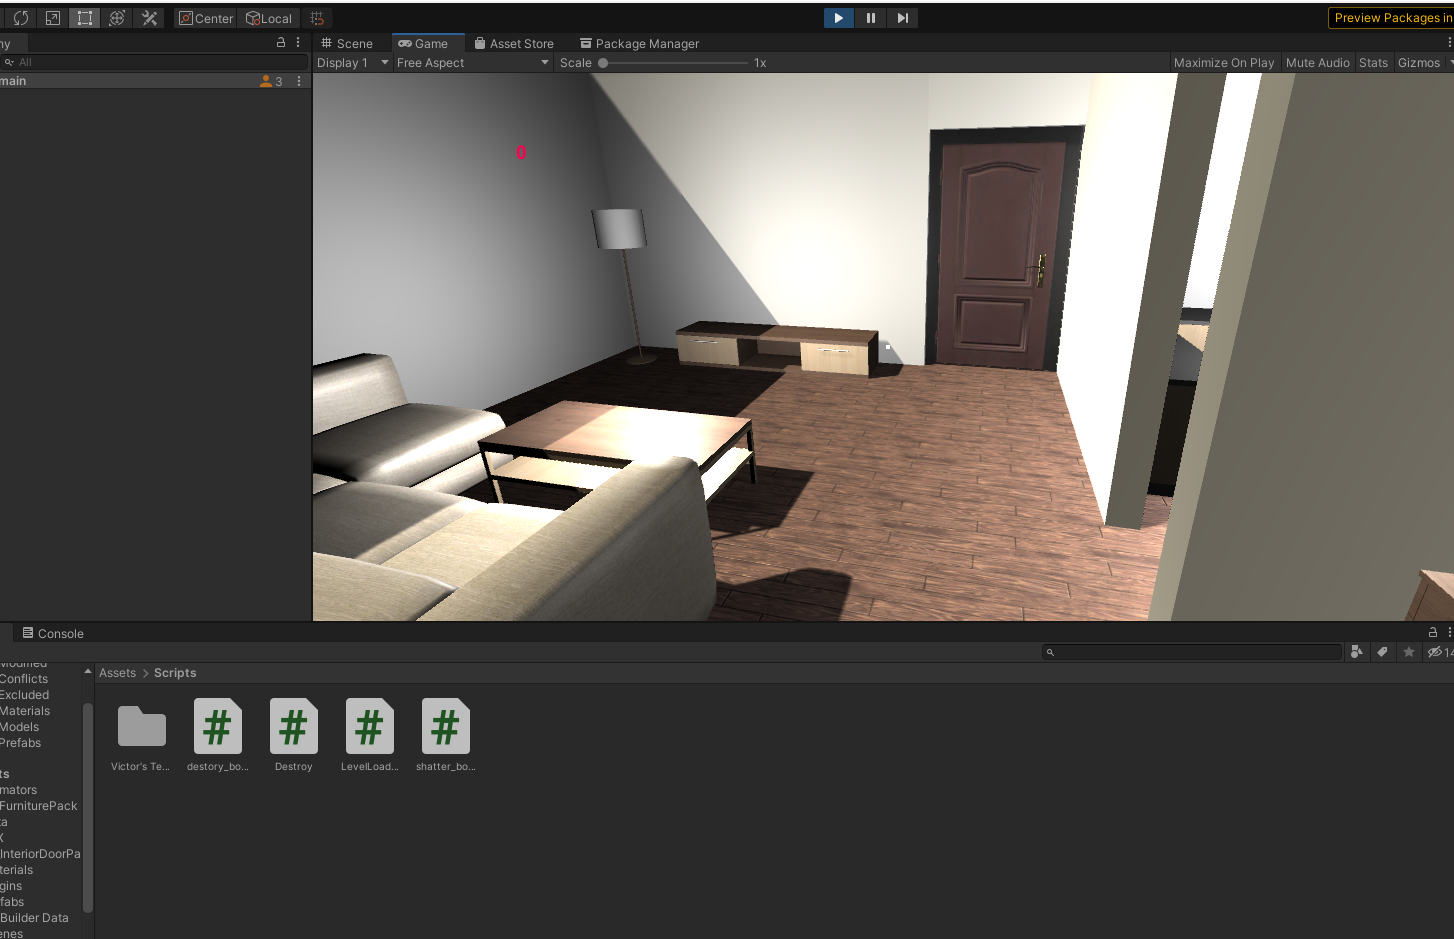 Center
Local
Preview Packages in
ny
Scene
Game
Asset Store
Package Manager
All
Display 1
Free Aspect
Scale
1x
Maximize On Play
Mute Audio
Stats
Gizmos
main
3
0
Console
14
Modified
Conflicts
Excluded
Materials
Models
Prefabs
ts
mators
FurniturePack
ta
X
InteriorDoorPa
terials
gins
fabs
Builder Data
enes
Assets > Scripts
Victor's Te...
destory_bo...
Destroy
LevelLoad...
shatter_bo...